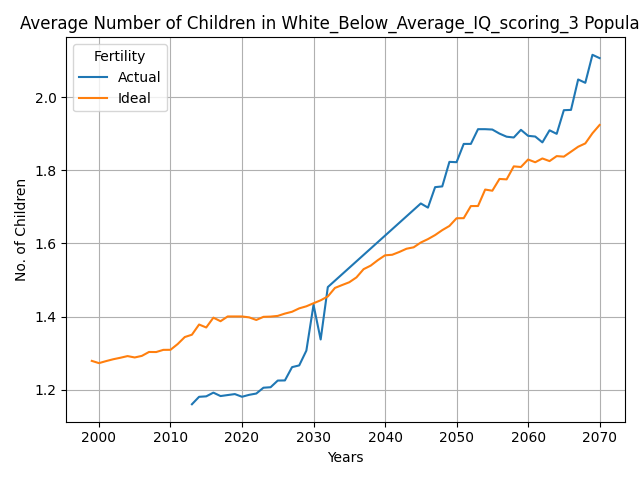 Average Number of Children in White_Below_Average_IQ_scoring_3 Popula
Fertility
Actual
Ideal
No. of Children
2.0
1.8
1.6
1.4
1.2
2000 2010 2020 2030 2040 2050 2060 2070
Years